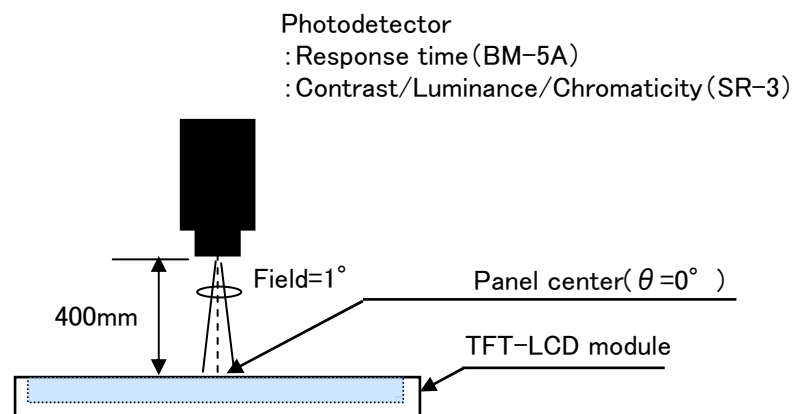 Photodetector
:Response time(BM-5A)
:Contrast/Luminance/Chromaticity(SR-3)
Field=1°
Panel center(θ=0° )
400mm
TFT-LCD module